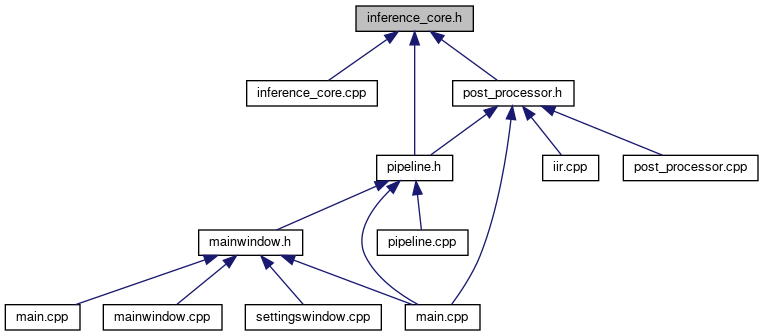 inference_core.h
inference_core.cpp
post_processor.h
pipeline.h
iir.cpp
post_processor.cpp
mainwindow.h
pipeline.cpp
main.cpp
mainwindow.cpp
settingswindow.cpp
main.cpp